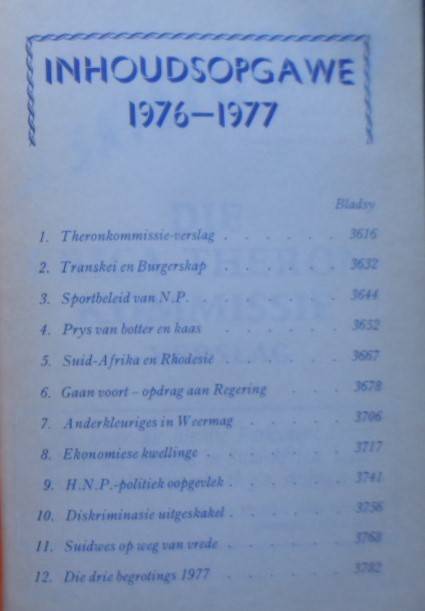 INHOUDSOPGAWE
1976–1977
Bladsy
1. Theronkommissie-verslag . . . . . . 3616
2. Transkei en Burgerskap . . . . . 3632
3. Sportbeleid van N.P. . . . . . . 3644
4. Prys van botter en kaas . . . . . 3652
5. Suid-Afrika en Rhodesië . . . . . 3667
6. Gaan voort – opdrag aan Regering . . . 3678
7. Anderkleuriges in Weermag . . . . 3706
8. Ekonomiese kwellinge . . . . . . 3717
9. H.N.P.-politiek oopgevlek . . . . . 3741
10. Diskriminasie uitgeskakel . . . . . 3756
11. Suidwes op weg van vrede . . . . . 3768
12. Die drie begrotings 1977 . . . . . 3782